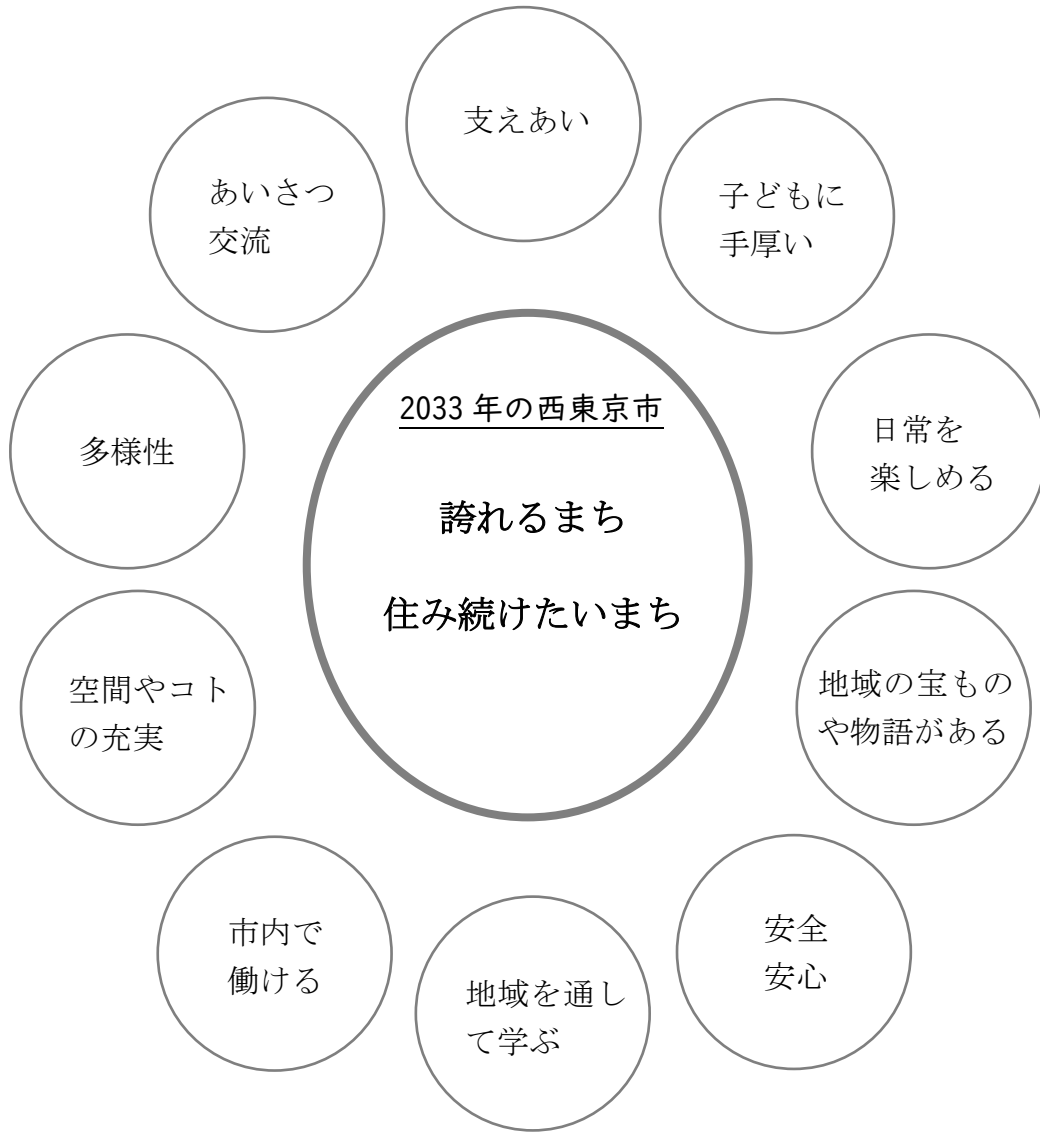 支えあい
あいさつ
交流
子どもに
手厚い
多様性
2033年の西東京市
誇れるまち
住み続けたいまち
日常を
楽しめる
空間やコト
の充実
地域の宝もの
や物語がある
市内で
働ける
地域を通し
て学ぶ
安全
安心